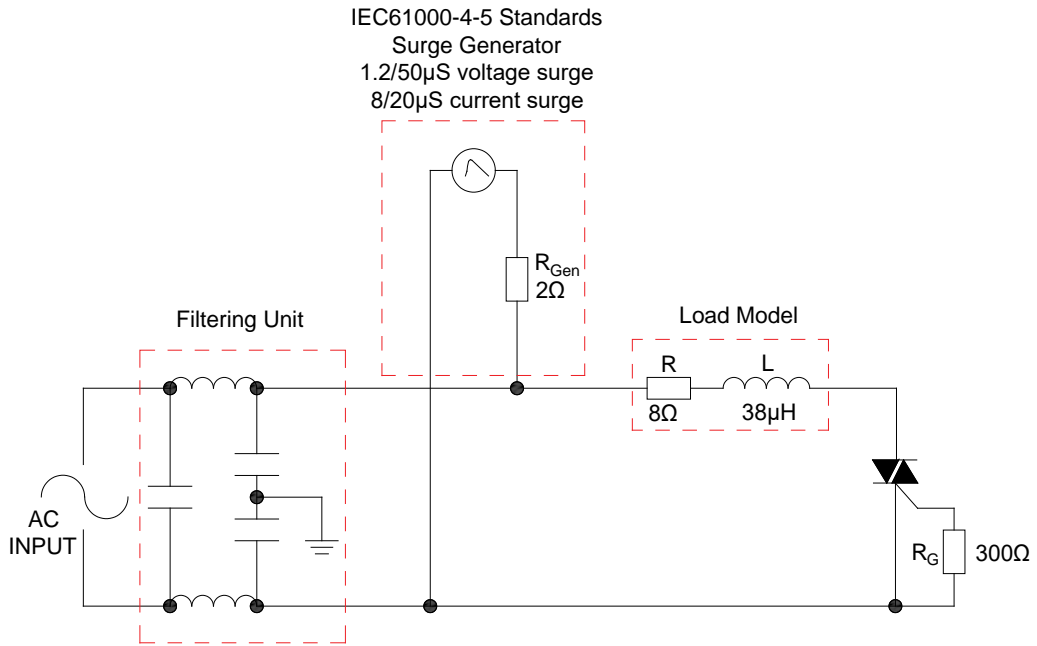 IEC61000-4-5 Standards
Surge Generator
1.2/50µS voltage surge
8/20µS current surge
R_Gen
2Ω
Filtering Unit
Load Model
R
L
8Ω
38µH
AC
INPUT
R_G
300Ω